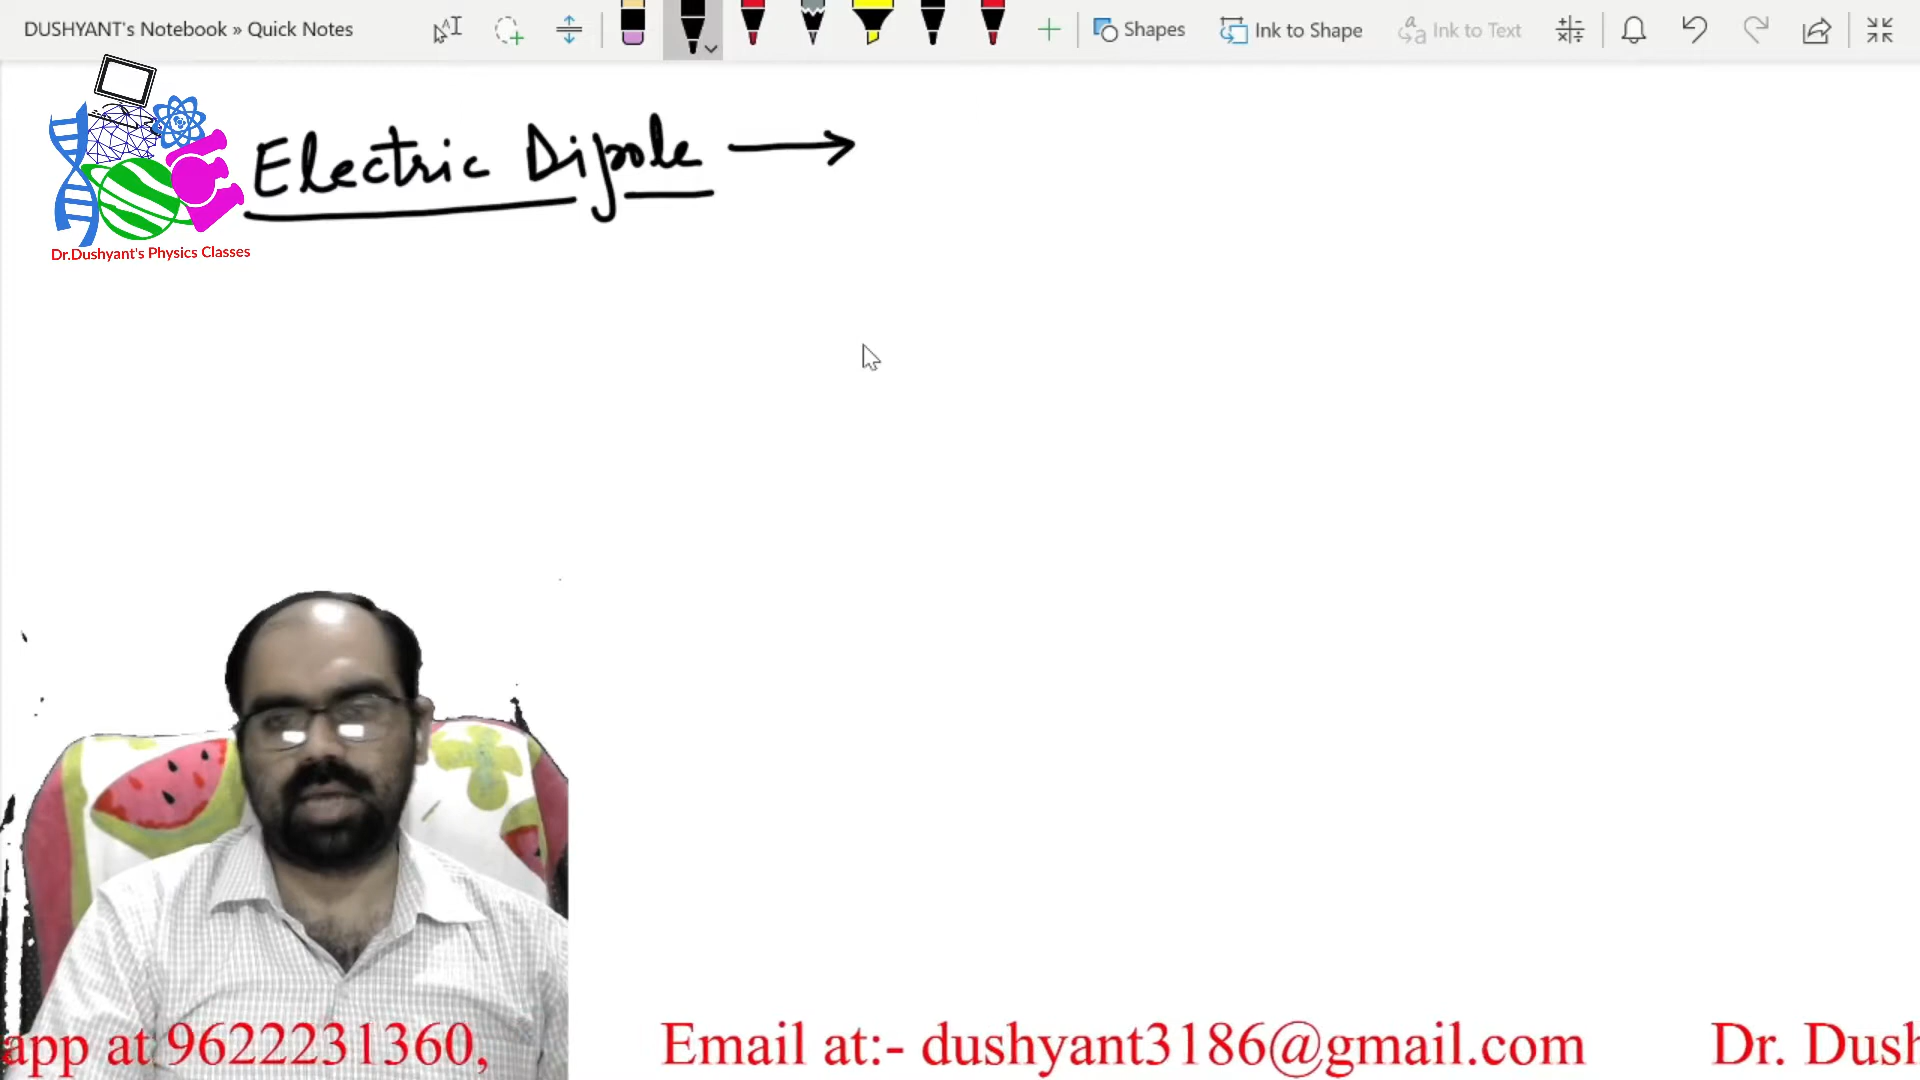 DUSHYANT's Notebook » Quick Notes
Shapes
Ink to Shape
Ink to Text
Electric Dipole →
Dr.Dushyant's Physics Classes
app at 9622231360, Email at:- dushyant3186@gmail.com Dr. Dush